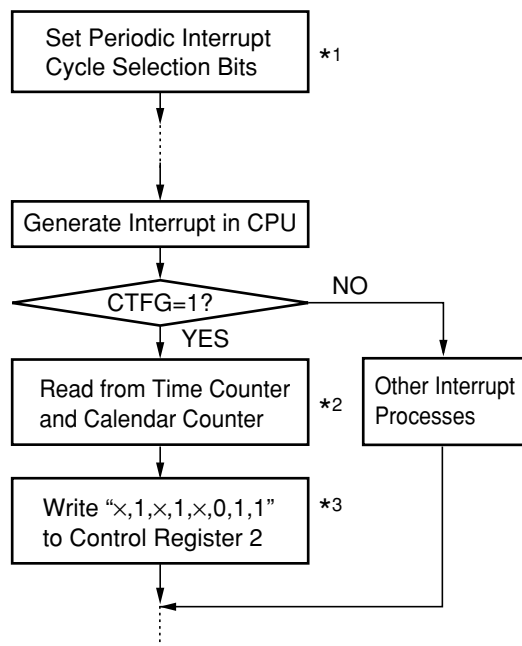 Set Periodic Interrupt
Cycle Selection Bits
*1
Generate Interrupt in CPU
CTFG=1?
NO
YES
Read from Time Counter
and Calendar Counter
*2
Other Interrupt
Processes
Write “×,1,×,1,×,0,1,1”
to Control Register 2
*3